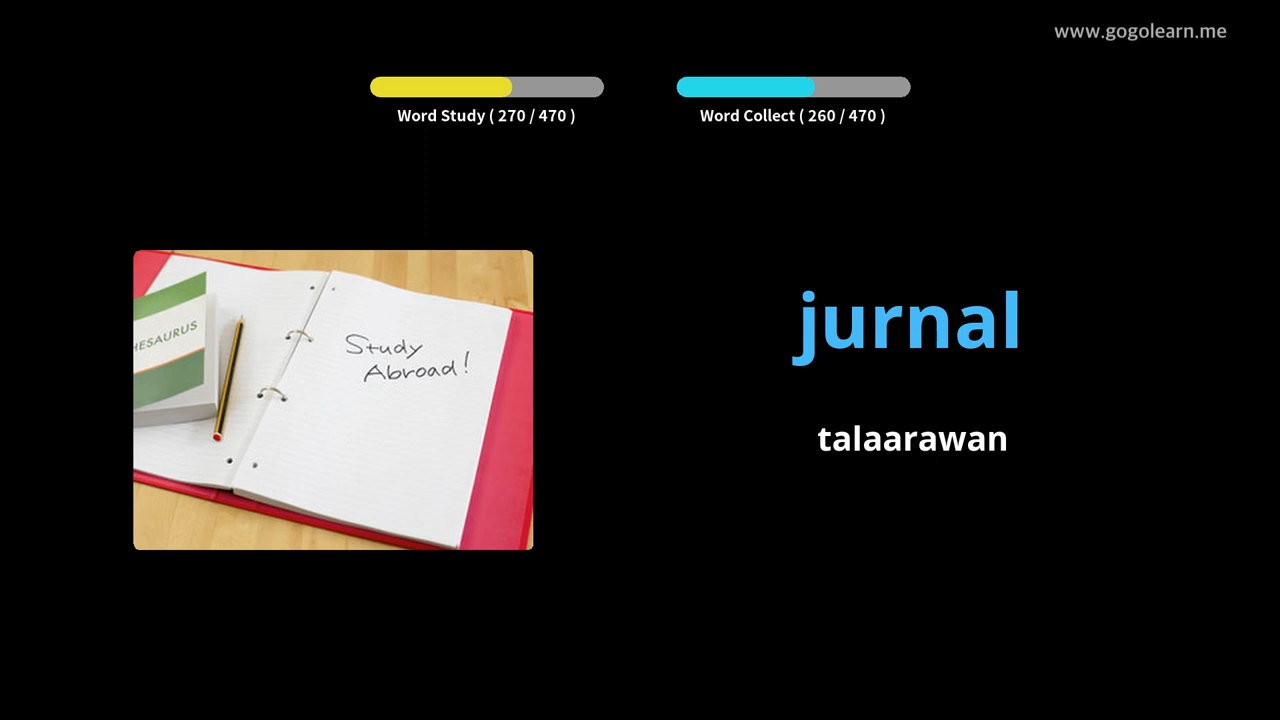 www.gogolearn.me
Word Study ( 270 / 470 )
Word Collect ( 260 / 470 )
HESAURUS
Study
Abroad!
jurnal
talaarawan